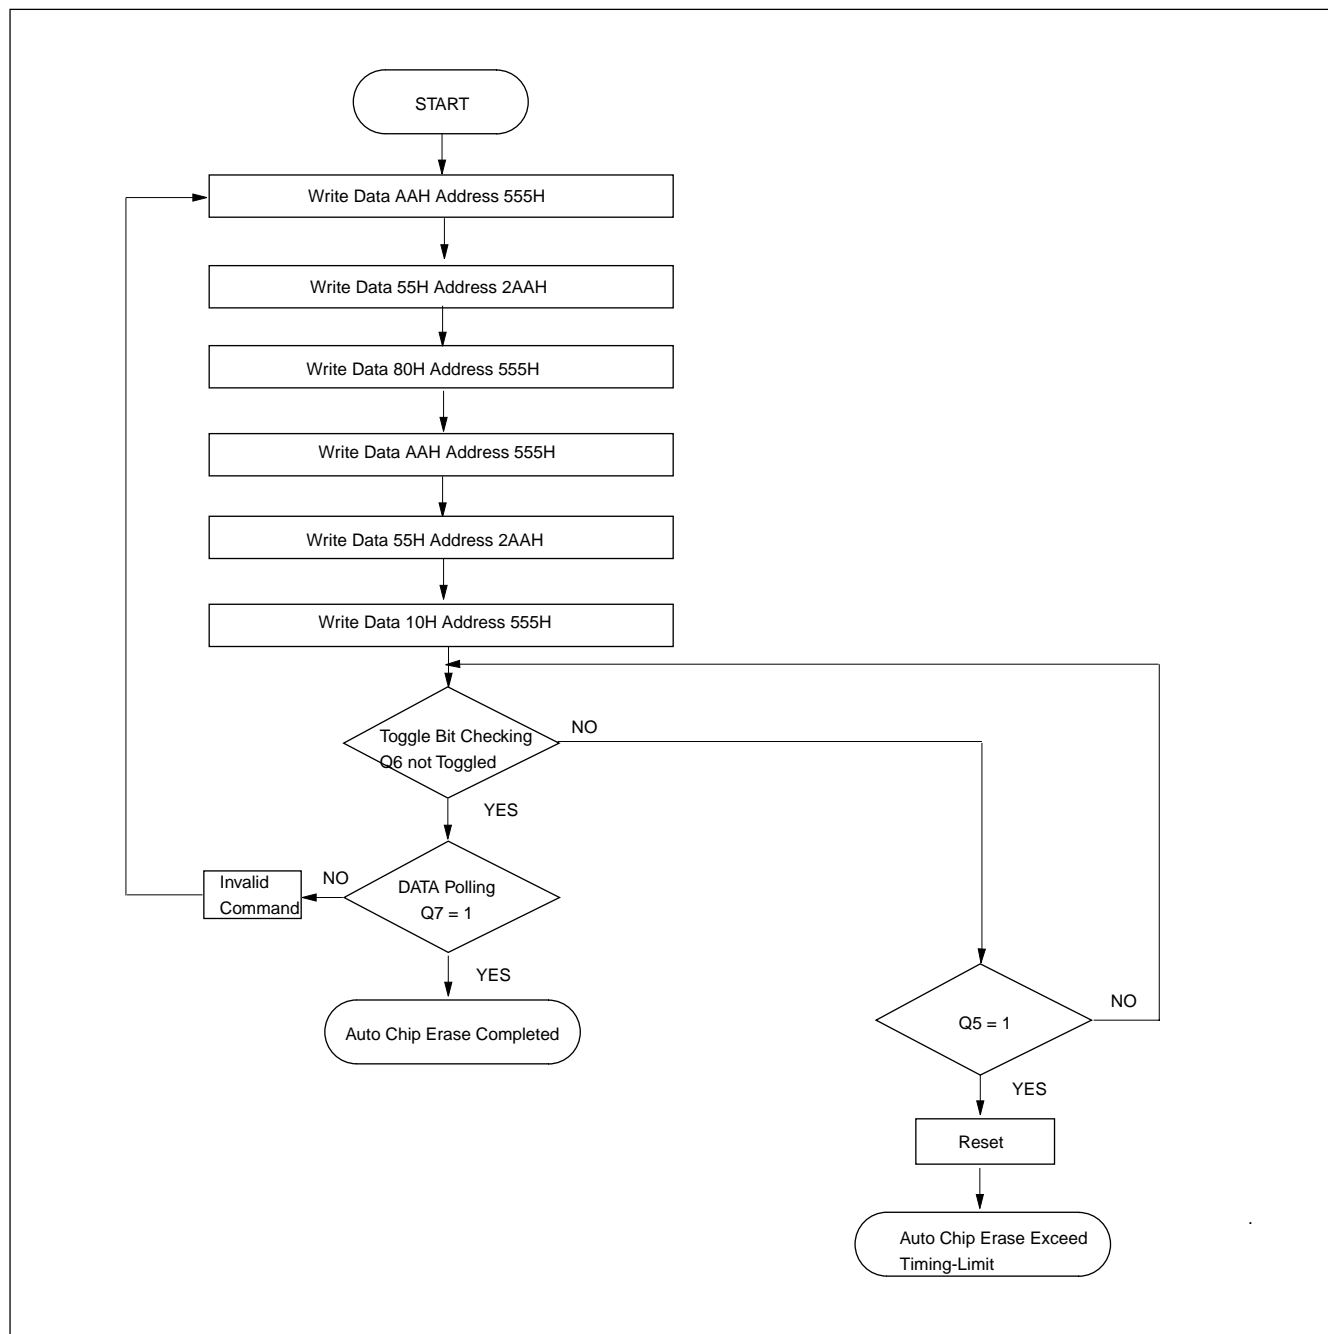 START
Write Data AAH Address 555H
Write Data 55H Address 2AAH
Write Data 80H Address 555H
Write Data AAH Address 555H
Write Data 55H Address 2AAH
Write Data 10H Address 555H
Toggle Bit Checking
Q6 not Toggled
NO
YES
Invalid
Command
NO
DATA Polling
Q7 = 1
YES
Auto Chip Erase Completed
Q5 = 1
NO
YES
Reset
Auto Chip Erase Exceed
Timing-Limit
.